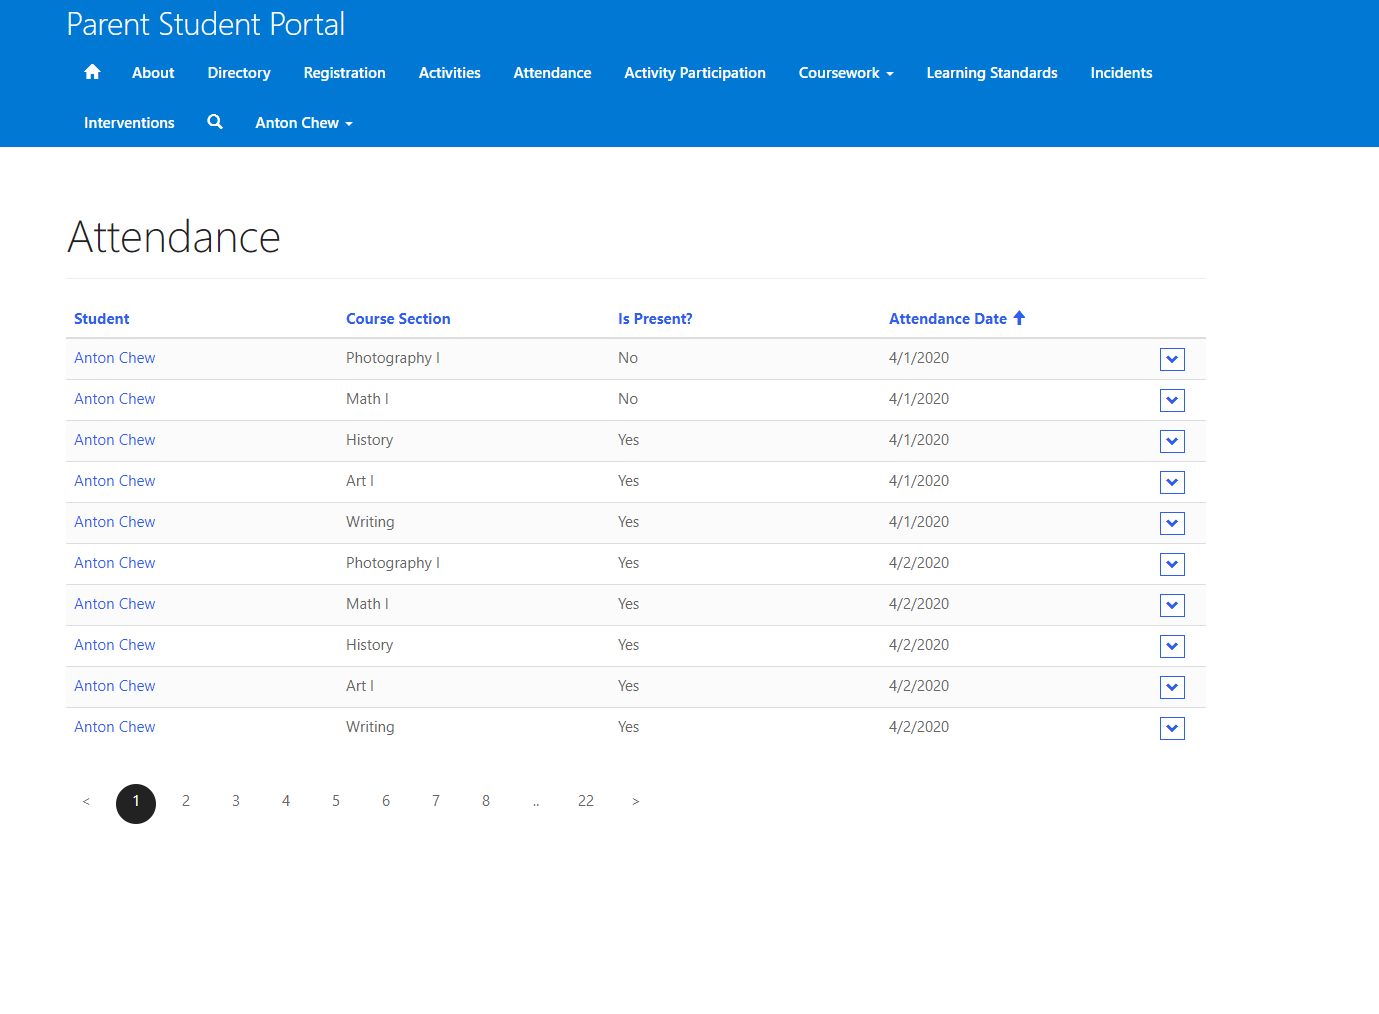 Parent Student Portal
About Directory Registration Activities Attendance Activity Participation Coursework Learning Standards Incidents
Interventions Anton Chew
Attendance
Student Course Section Is Present? Attendance Date
Anton Chew Photography I No 4/1/2020
Anton Chew Math I No 4/1/2020
Anton Chew History Yes 4/1/2020
Anton Chew Art I Yes 4/1/2020
Anton Chew Writing Yes 4/1/2020
Anton Chew Photography I Yes 4/2/2020
Anton Chew Math I Yes 4/2/2020
Anton Chew History Yes 4/2/2020
Anton Chew Art I Yes 4/2/2020
Anton Chew Writing Yes 4/2/2020
< 1 2 3 4 5 6 7 8 .. 22 >